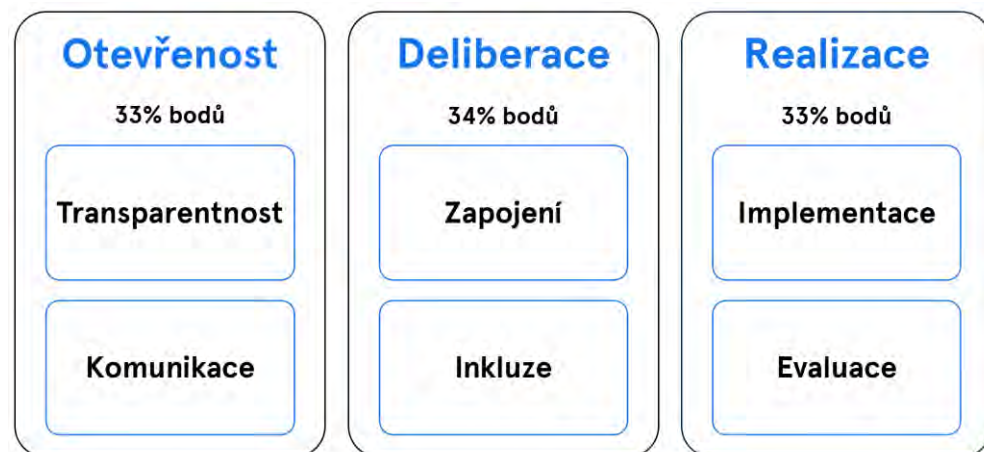 Otevřenost
33% bodů
Transparentnost
Komunikace
Deliberace
34% bodů
Zapojení
Inkluze
Realizace
33% bodů
Implementace
Evaluace